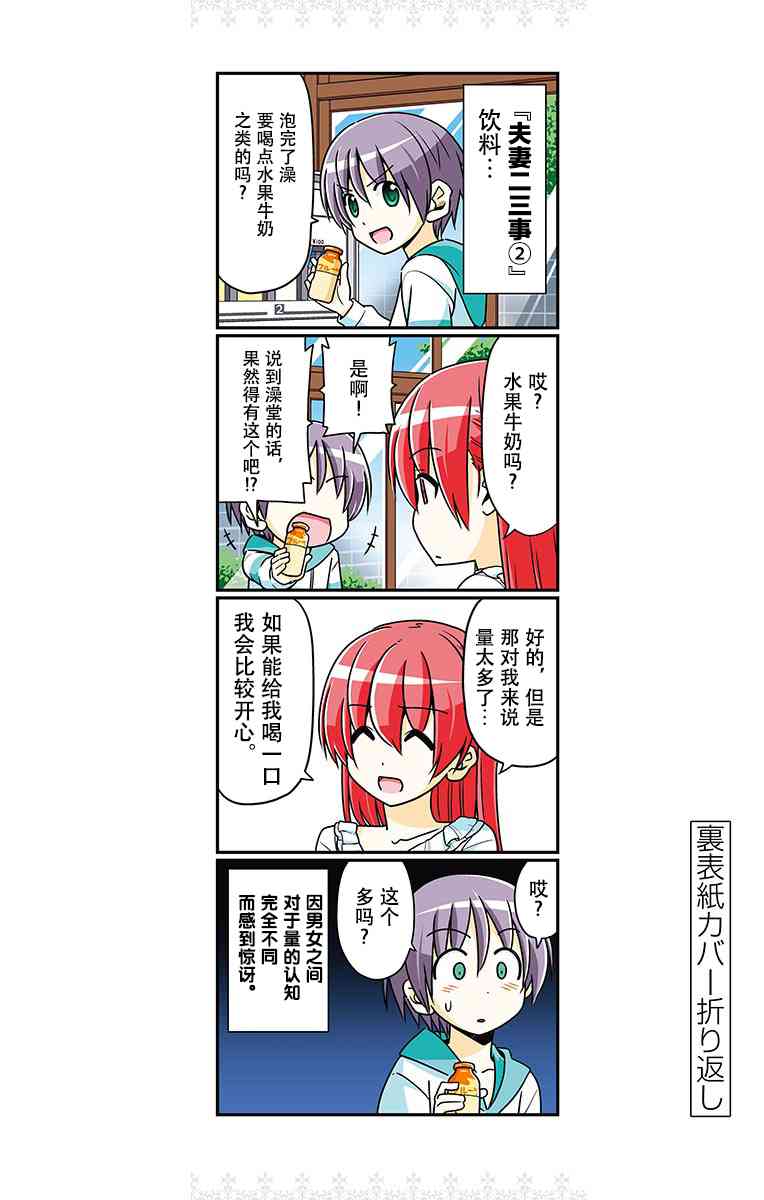 『夫妻二三事②』
饮料…
泡完了澡
要喝点水果牛奶
之类的吗？
2
哎？
水果牛奶吗？
是啊！
说到澡堂的话，
果然得有这个吧！？
好的，但是
那对我来说
量太多了…
如果能给我喝一口
我会比较开心。
哎？
这个
多吗？
因男女之间
对于量的认知
完全不同
而感到惊讶。
裏表紙カバー折り返し